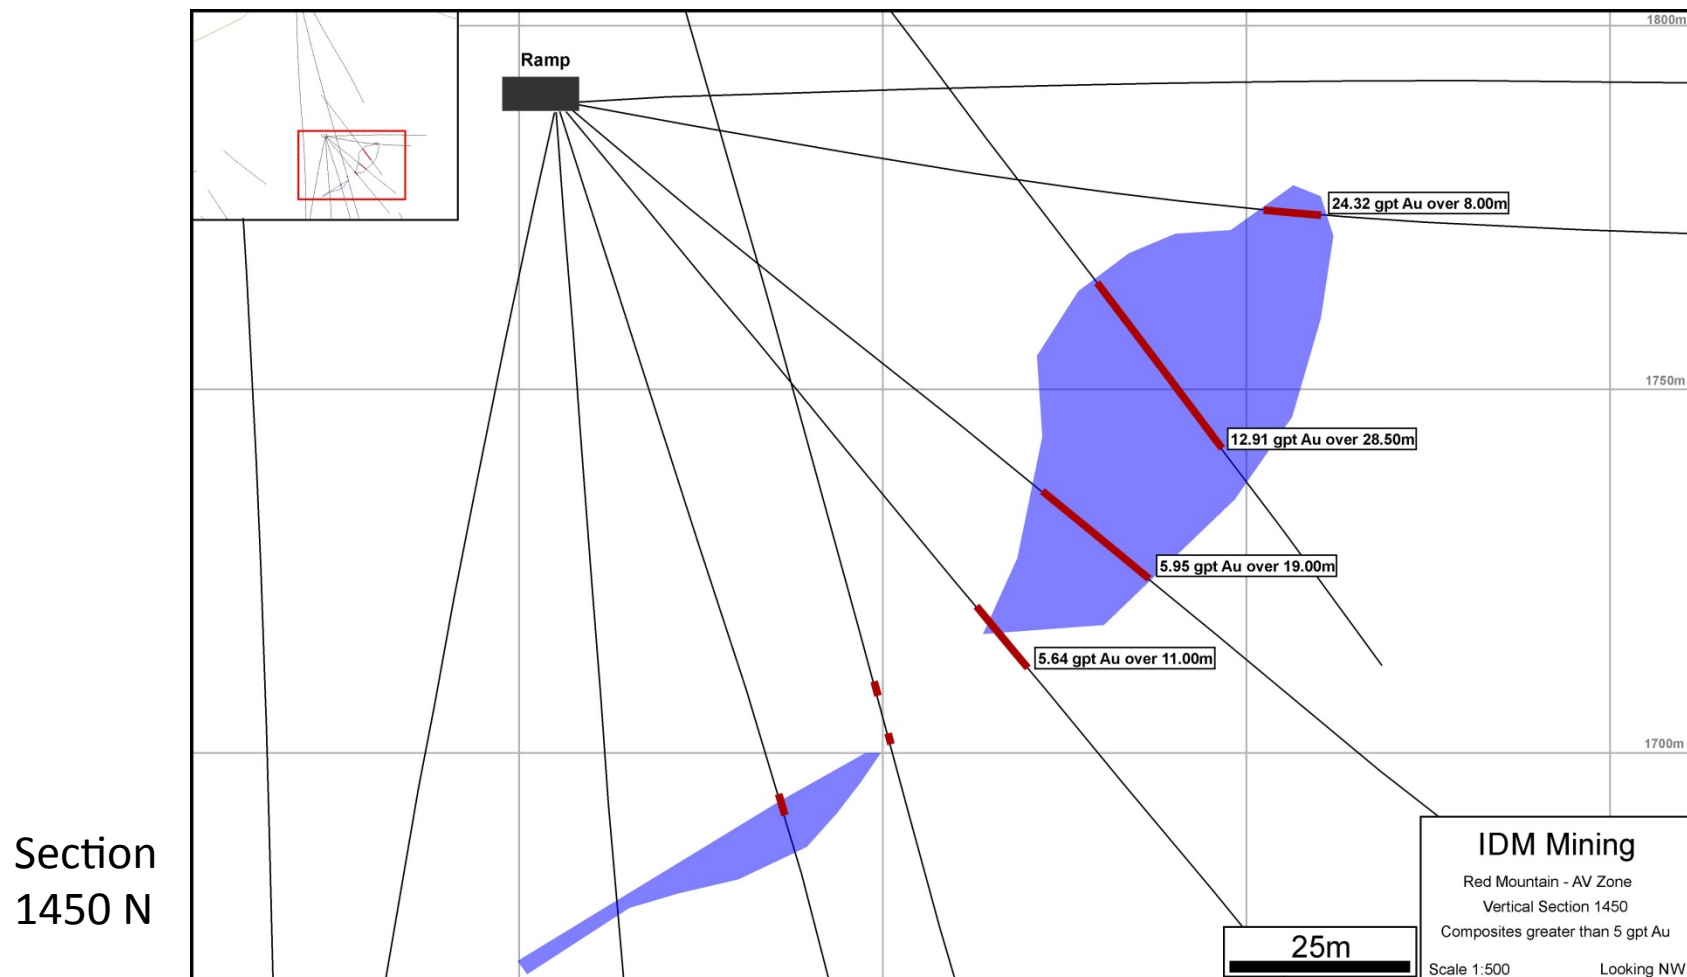 1800m
Ramp
24.32 gpt Au over 8.00m
1750m
12.91 gpt Au over 28.50m
5.95 gpt Au over 19.00m
5.64 gpt Au over 11.00m
1700m
Section
1450 N
IDM Mining
Red Mountain - AV Zone
Vertical Section 1450
Composites greater than 5 gpt Au
Scale 1:500 Looking NW
25m